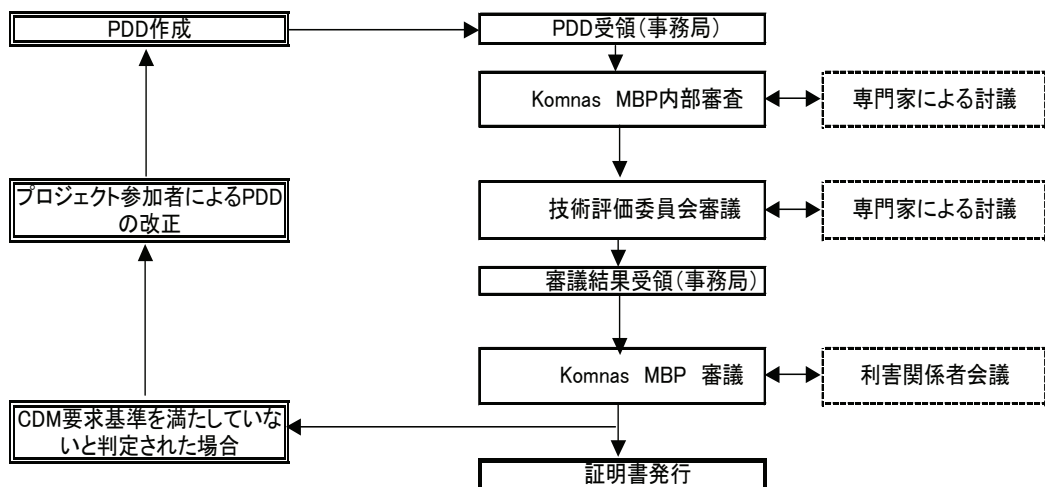 PDD作成
PDD受領(事務局)
Komnas MBP内部審査
専門家による討議
プロジェクト参加者によるPDD
の改正
技術評価委員会審議
専門家による討議
審議結果受領(事務局)
Komnas MBP 審議
利害関係者会議
CDM要求基準を満たしていな
いと判定された場合
証明書発行